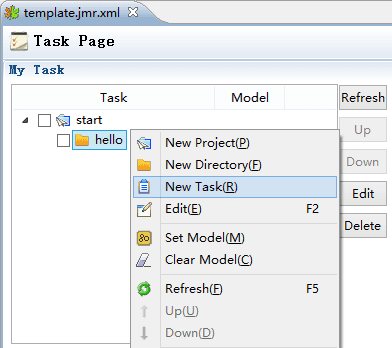 template.jmr.xml
Task Page
My Task
Task Model Refresh
start Up
hello Down
Edit
Delete
New Project(P)
New Directory(F)
New Task(R)
Edit(E) F2
Set Model(M)
Clear Model(C)
Refresh(F) F5
Up(U)
Down(D)